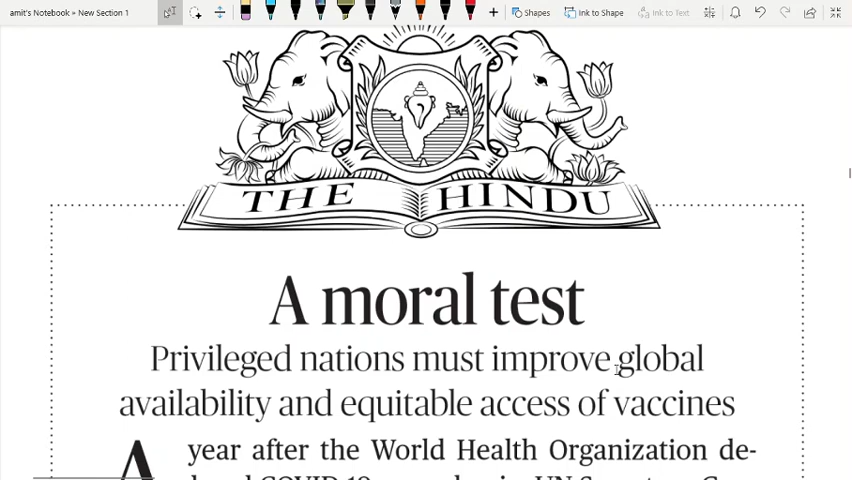 amit's Notebook » New Section 1
Shapes
Ink to Shape
Ink to Text
THE HINDU
A moral test
Privileged nations must improve global
availability and equitable access of vaccines
A year after the World Health Organization de-